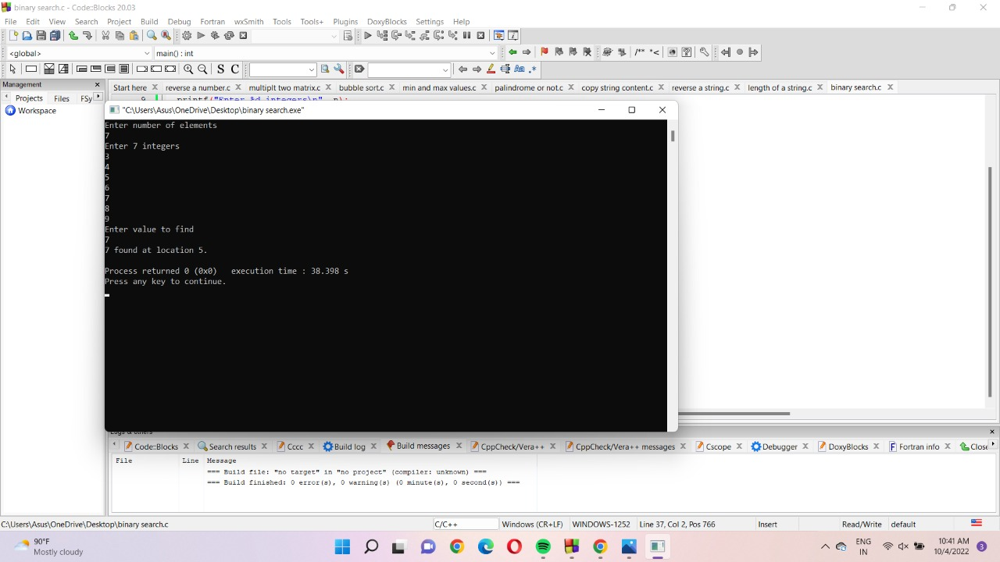 binary search.c - Code::Blocks 20.03
File Edit View Search Project Build Debug Fortran wxSmith Tools Tools+ Plugins DoxyBlocks Settings Help
<global> main() : int
/** *<
S C Aa .*
Management
Projects Files FSy
Workspace
Start here reverse a number.c multiplt two matrix.c bubble sort.c min and max values.c palindrome or not.c copy string content.c reverse a string.c length of a string.c binary search.c
9 printf("Enter %d integers\n", n);
"C:\Users\Asus\OneDrive\Desktop\binary search.exe"
Enter number of elements
7
Enter 7 integers
3
4
5
6
7
8
9
Enter value to find
7
7 found at location 5.
Process returned 0 (0x0) execution time : 38.398 s
Press any key to continue.
Logs & others
Code::Blocks Search results Cccc Build log Build messages CppCheck/Vera++ CppCheck/Vera++ messages Cscope Debugger DoxyBlocks Fortran info Close
File Line Message
=== Build file: "no target" in "no project" (compiler: unknown) ===
=== Build finished: 0 error(s), 0 warning(s) (0 minute(s), 0 second(s)) ===
C:\Users\Asus\OneDrive\Desktop\binary search.c C/C++ Windows (CR+LF) WINDOWS-1252 Line 37, Col 2, Pos 766 Insert Read/Write default
90°F
Mostly cloudy
ENG
IN
10:41 AM
10/4/2022
3